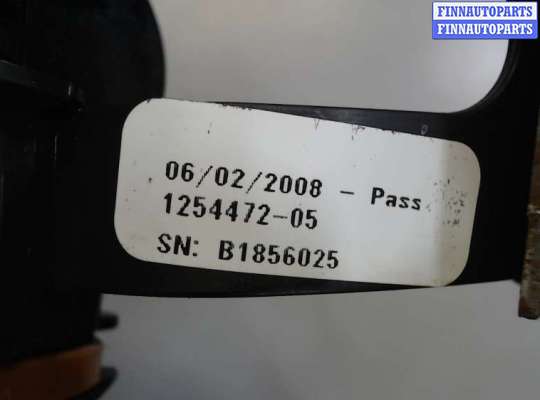 FINNAUTOPARTS
FINNAUTOPARTS
06/02/2008 - Pass
1254472-05
SN: B1856025